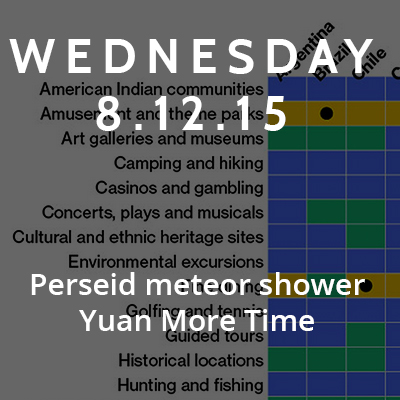 WEDNESDAY
8.12.15
Argentina
Brazil
Chile
American Indian communities
Amusement and theme parks
Art galleries and museums
Camping and hiking
Casinos and gambling
Concerts, plays and musicals
Cultural and ethnic heritage sites
Environmental excursions
Perseid meteor shower
Yuan More Time
Golfing and tennis
Guided tours
Historical locations
Hunting and fishing